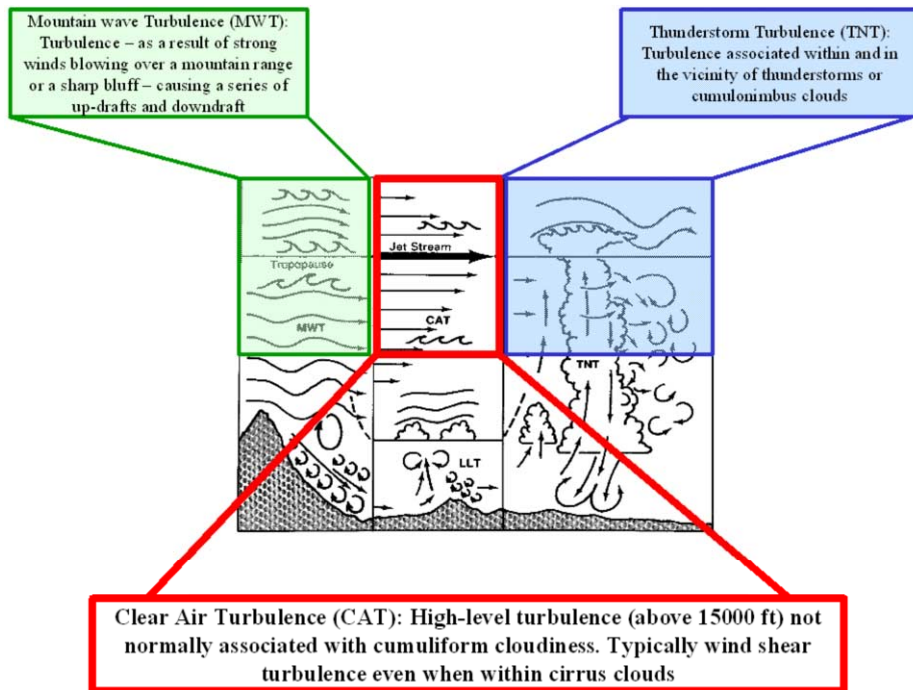 Mountain wave Turbulence (MWT):
Turbulence – as a result of strong
winds blowing over a mountain range
or a sharp bluff – causing a series of
up-drafts and downdraft
Thunderstorm Turbulence (TNT):
Turbulence associated within and in
the vicinity of thunderstorms or
cumulonimbus clouds
Jet Stream
Tropopause
CAT
MWT
TNT
LLT
Clear Air Turbulence (CAT): High-level turbulence (above 15000 ft) not
normally associated with cumuliform cloudiness. Typically wind shear
turbulence even when within cirrus clouds